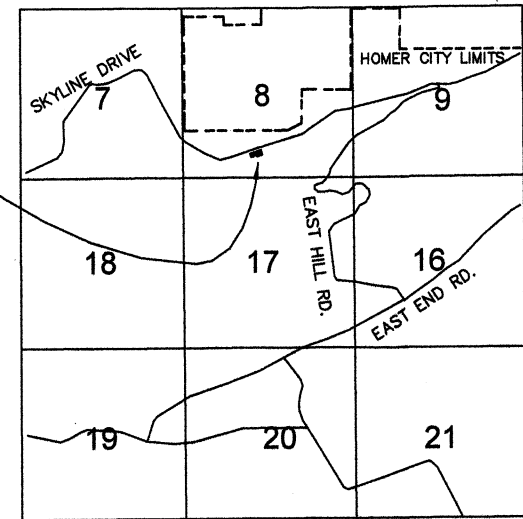 HOMER CITY LIMITS
SKYLINE DRIVE
7
8
9
18
17
EAST HILL RD.
16
EAST END RD.
19
20
21